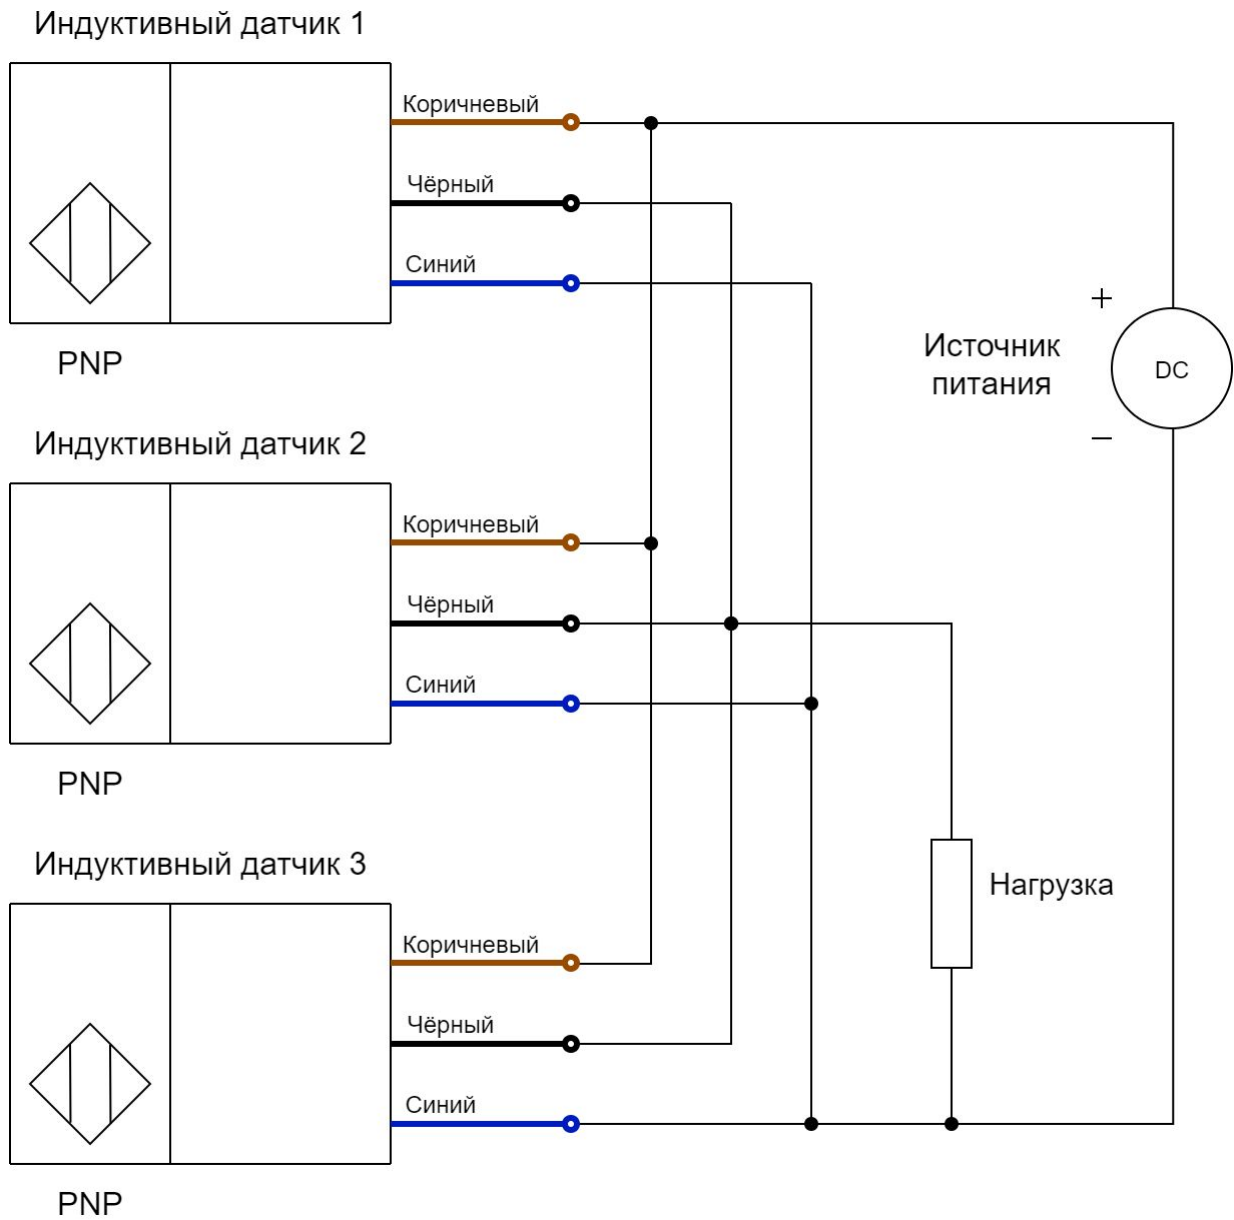 Индуктивный датчик 1
Коричневый
Чёрный
Синий
PNP
+
Источник
питания
DC
−
Индуктивный датчик 2
Коричневый
Чёрный
Синий
PNP
Индуктивный датчик 3
Нагрузка
Коричневый
Чёрный
Синий
PNP